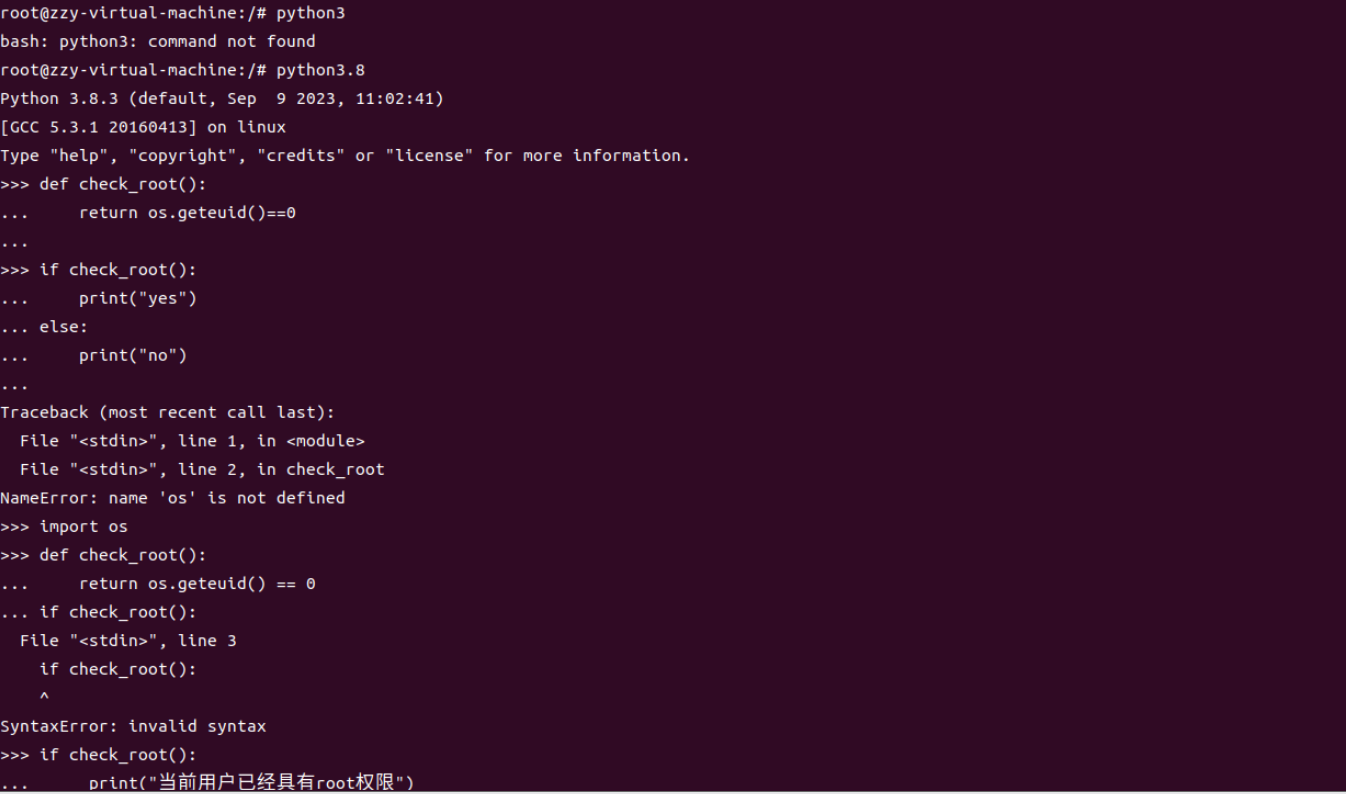 root@zzy-virtual-machine:/# python3
bash: python3: command not found
root@zzy-virtual-machine:/# python3.8
Python 3.8.3 (default, Sep  9 2023, 11:02:41)
[GCC 5.3.1 20160413] on linux
Type "help", "copyright", "credits" or "license" for more information.
>>> def check_root():
...     return os.geteuid()==0
...
>>> if check_root():
...     print("yes")
... else:
...     print("no")
...
Traceback (most recent call last):
  File "<stdin>", line 1, in <module>
  File "<stdin>", line 2, in check_root
NameError: name 'os' is not defined
>>> import os
>>> def check_root():
...     return os.geteuid() == 0
... if check_root():
  File "<stdin>", line 3
    if check_root():
    ^
SyntaxError: invalid syntax
>>> if check_root():
...      print("当前用户已经具有root权限")